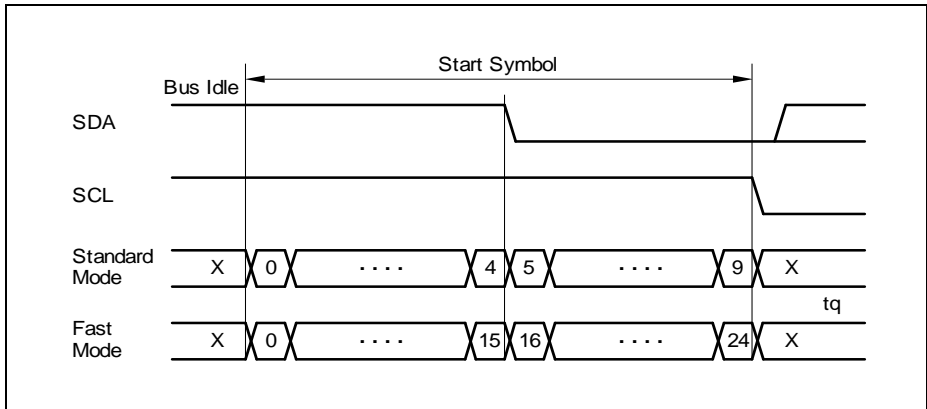 Start Symbol
Bus Idle
SDA
SCL
Standard Mode
X 0 .... 4 5 .... 9 X
tq
Fast Mode
X 0 .... 15 16 .... 24 X